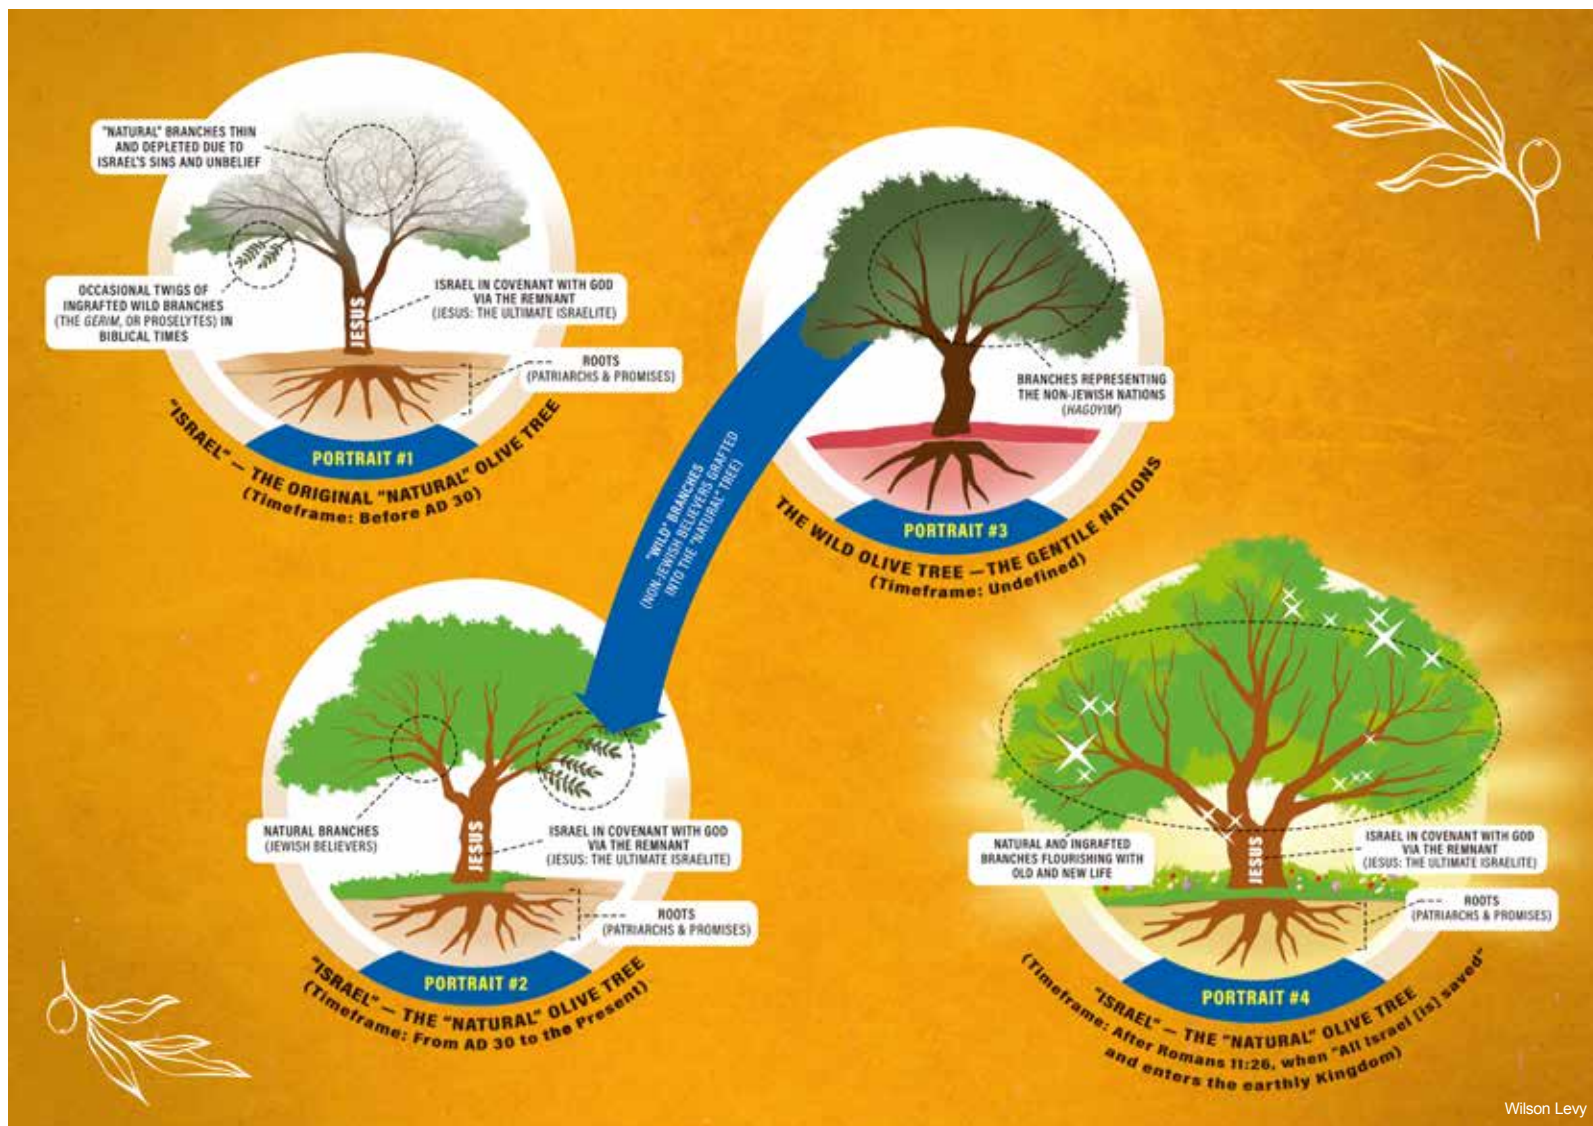 "NATURAL" BRANCHES THIN
AND DEPLETED DUE TO
ISRAEL'S SINS AND UNBELIEF
OCCASIONAL TWIGS OF
INGRAFTED WILD BRANCHES
(THE GERIM, OR PROSELYTES) IN
BIBLICAL TIMES
ISRAEL IN COVENANT WITH GOD
VIA THE REMNANT
(JESUS: THE ULTIMATE ISRAELITE)
JESUS
ROOTS
(PATRIARCHS & PROMISES)
PORTRAIT #1
"ISRAEL" — THE ORIGINAL "NATURAL" OLIVE TREE
(Timeframe: Before AD 30)
BRANCHES REPRESENTING
THE NON-JEWISH NATIONS
(HAGOYIM)
PORTRAIT #3
THE WILD OLIVE TREE — THE GENTILE NATIONS
(Timeframe: Undefined)
"WILD" BRANCHES
(NON-JEWISH BELIEVERS GRAFTED
INTO THE "NATURAL" TREE)
NATURAL BRANCHES
(JEWISH BELIEVERS)
JESUS
ISRAEL IN COVENANT WITH GOD
VIA THE REMNANT
(JESUS: THE ULTIMATE ISRAELITE)
ROOTS
(PATRIARCHS & PROMISES)
PORTRAIT #2
"ISRAEL" — THE "NATURAL" OLIVE TREE
(Timeframe: From AD 30 to the Present)
NATURAL AND INGRAFTED
BRANCHES FLOURISHING WITH
OLD AND NEW LIFE
JESUS
ISRAEL IN COVENANT WITH GOD
VIA THE REMNANT
(JESUS: THE ULTIMATE ISRAELITE)
ROOTS
(PATRIARCHS & PROMISES)
PORTRAIT #4
"ISRAEL" — THE "NATURAL" OLIVE TREE
(Timeframe: After Romans 11:26, when "All Israel [is] saved"
and enters the earthly Kingdom)
Wilson Levy